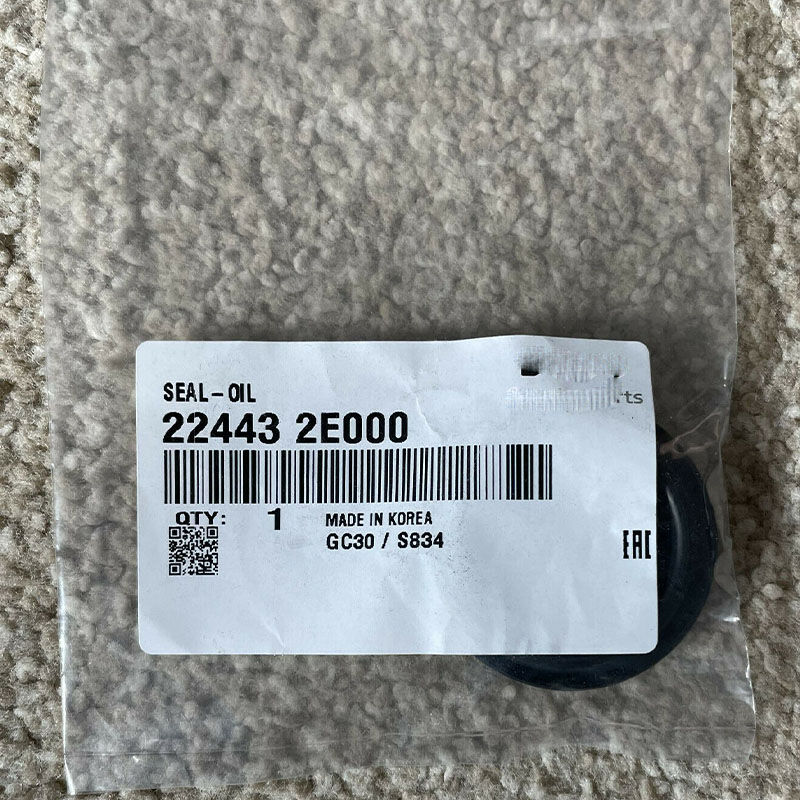 SEAL-OIL
22443 2E000
QTY: 1
MADE IN KOREA
GC30 / S834
EAC